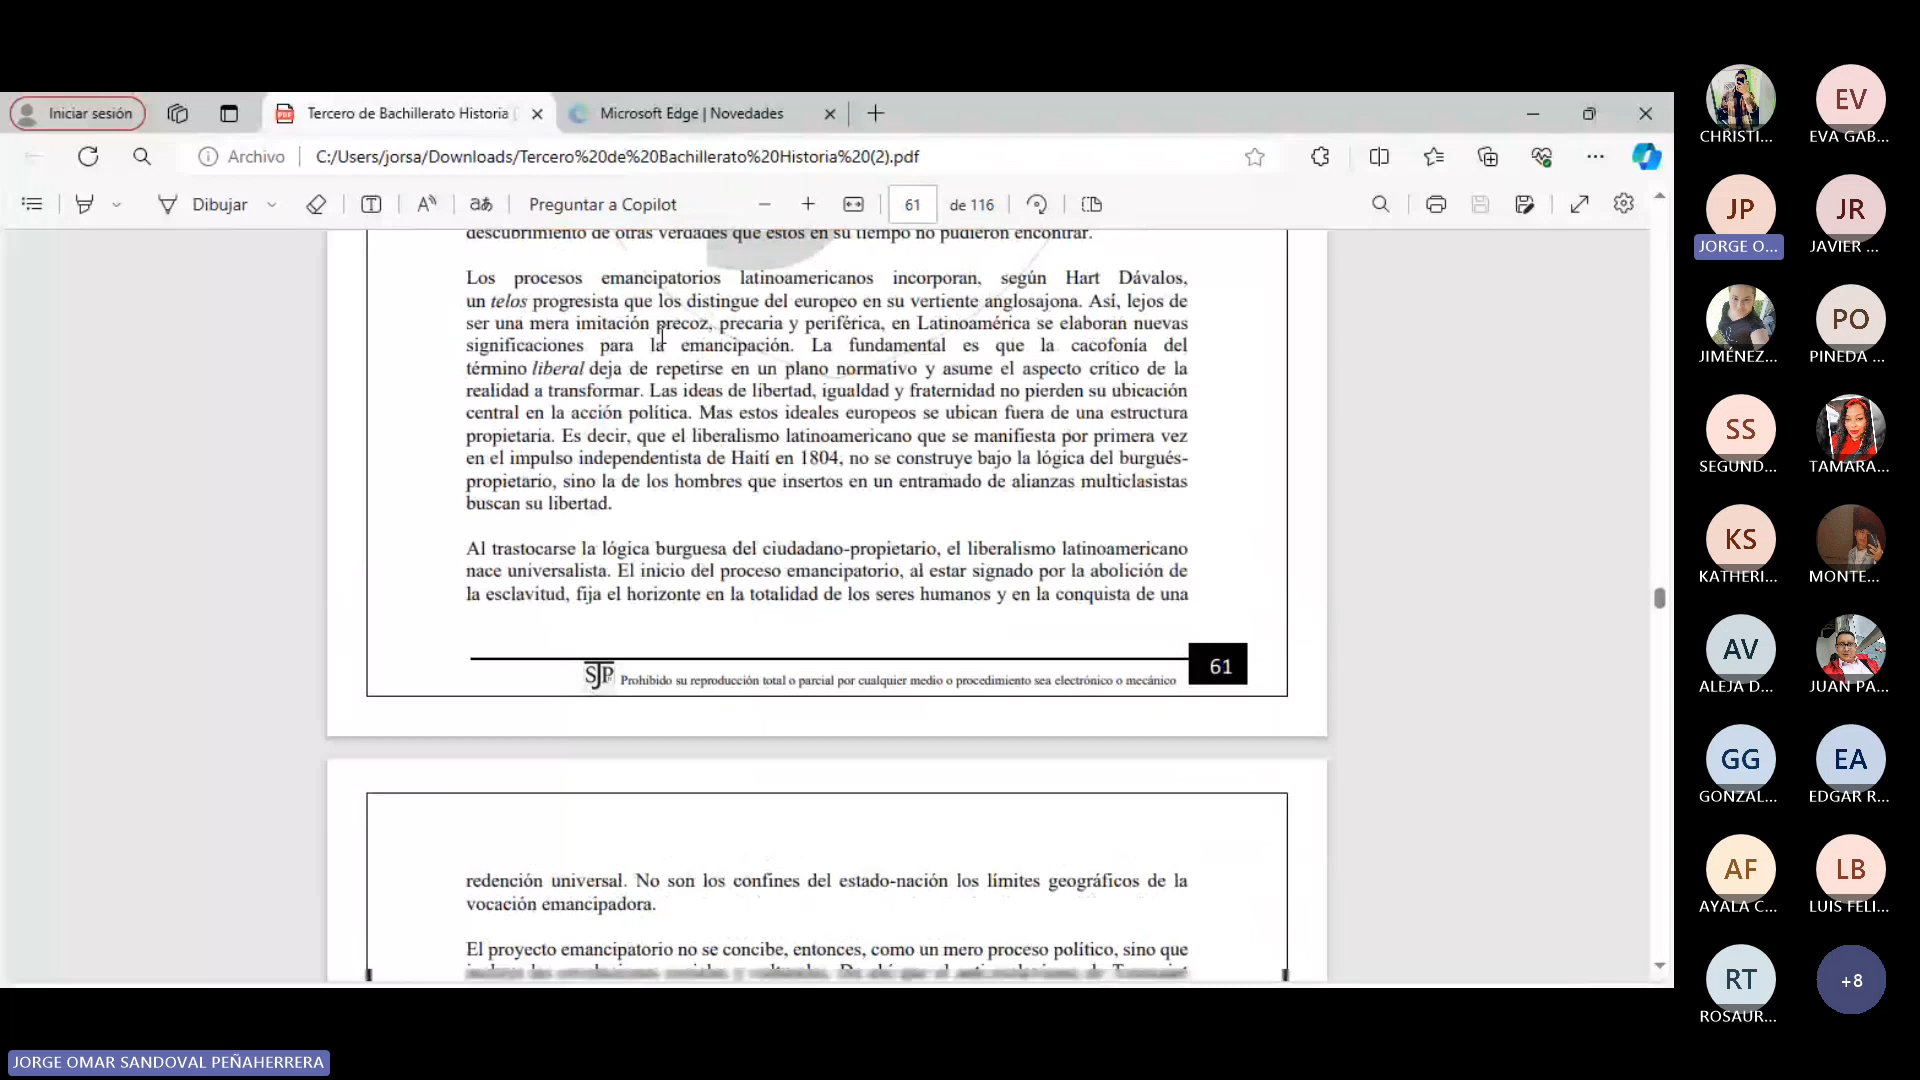 Iniciar sesión
Tercero de Bachillerato Historia (
Microsoft Edge | Novedades
Archivo
C:/Users/jorsa/Downloads/Tercero%20de%20Bachillerato%20Historia%20(2).pdf
Dibujar
aあ
Preguntar a Copilot
61
de 116
descubrimiento de otras verdades que estos en su tiempo no pudieron encontrar.
Los procesos emancipatorios latinoamericanos incorporan, según Hart Dávalos,
un telos progresista que los distingue del europeo en su vertiente anglosajona. Así, lejos de
ser una mera imitación precoz, precaria y periférica, en Latinoamérica se elaboran nuevas
significaciones para la emancipación. La fundamental es que la cacofonía del
término liberal deja de repetirse en un plano normativo y asume el aspecto crítico de la
realidad a transformar. Las ideas de libertad, igualdad y fraternidad no pierden su ubicación
central en la acción política. Mas estos ideales europeos se ubican fuera de una estructura
propietaria. Es decir, que el liberalismo latinoamericano que se manifiesta por primera vez
en el impulso independentista de Haití en 1804, no se construye bajo la lógica del burgués-
propietario, sino la de los hombres que insertos en un entramado de alianzas multiclasistas
buscan su libertad.
Al trastocarse la lógica burguesa del ciudadano-propietario, el liberalismo latinoamericano
nace universalista. El inicio del proceso emancipatorio, al estar signado por la abolición de
la esclavitud, fija el horizonte en la totalidad de los seres humanos y en la conquista de una
SJP
Prohibido su reproducción total o parcial por cualquier medio o procedimiento sea electrónico o mecánico
61
redención universal. No son los confines del estado-nación los límites geográficos de la
vocación emancipadora.
El proyecto emancipatorio no se concibe, entonces, como un mero proceso político, sino que
CHRISTI...
EV
EVA GAB...
JP
JORGE O...
JR
JAVIER ...
JIMÉNEZ...
PO
PINEDA ...
SS
SEGUND...
TAMARA...
KS
KATHERI...
MONTE...
AV
ALEJA D...
JUAN PA...
GG
GONZAL...
EA
EDGAR R...
AF
AYALA C...
LB
LUIS FELI...
RT
ROSAUR...
+8
JORGE OMAR SANDOVAL PEÑAHERRERA